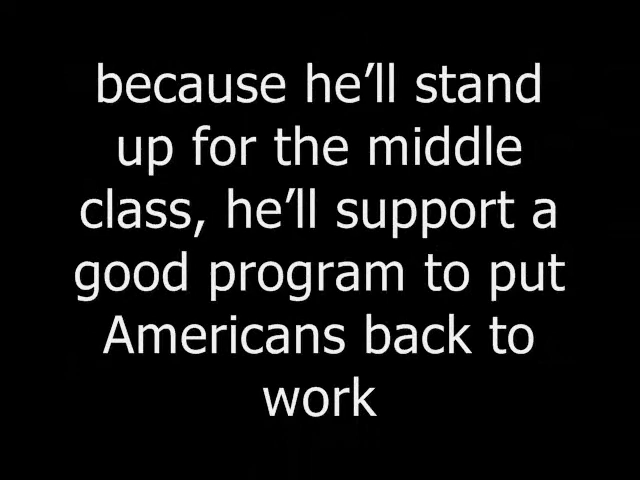 because he’ll stand
up for the middle
class, he’ll support a
good program to put
Americans back to
work